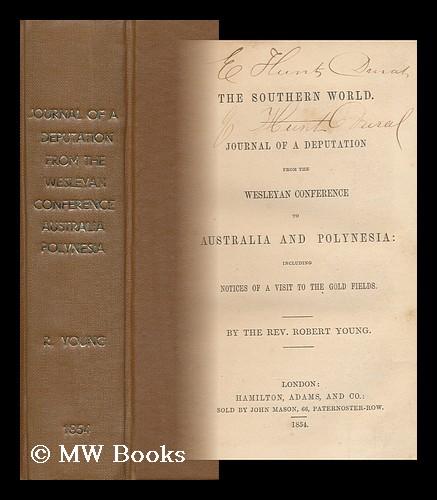 JOURNAL OF A
DEPUTATION
FROM THE
WESLEYAN
CONFERENCE
AUSTRALIA
POLYNESIA
R. YOUNG
1854
E Hunt
THE SOUTHERN WORLD.
E Hunt
JOURNAL OF A DEPUTATION
FROM THE
WESLEYAN CONFERENCE
TO
AUSTRALIA AND POLYNESIA:
INCLUDING
NOTICES OF A VISIT TO THE GOLD FIELDS.
BY THE REV. ROBERT YOUNG.
LONDON:
HAMILTON, ADAMS, AND CO.:
SOLD BY JOHN MASON, 66, PATERNOSTER-ROW.
1854.
© MW Books